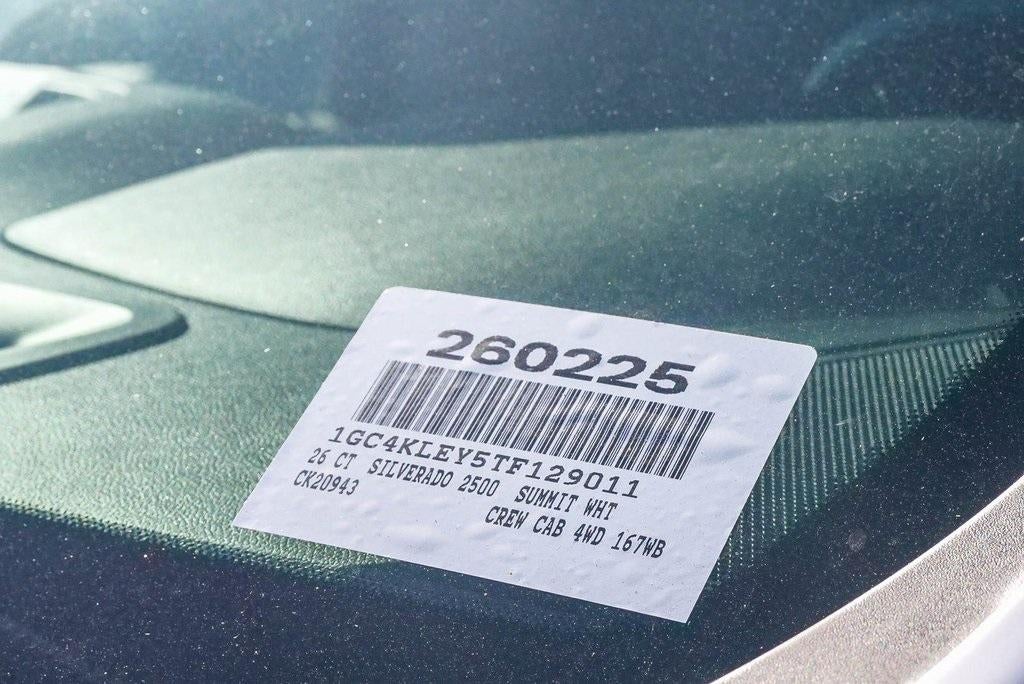 260225
1GC4KLEY5TF129011
26 CT SILVERADO 2500 SUMMIT WHT
CK20943 CREW CAB 4WD 167WB